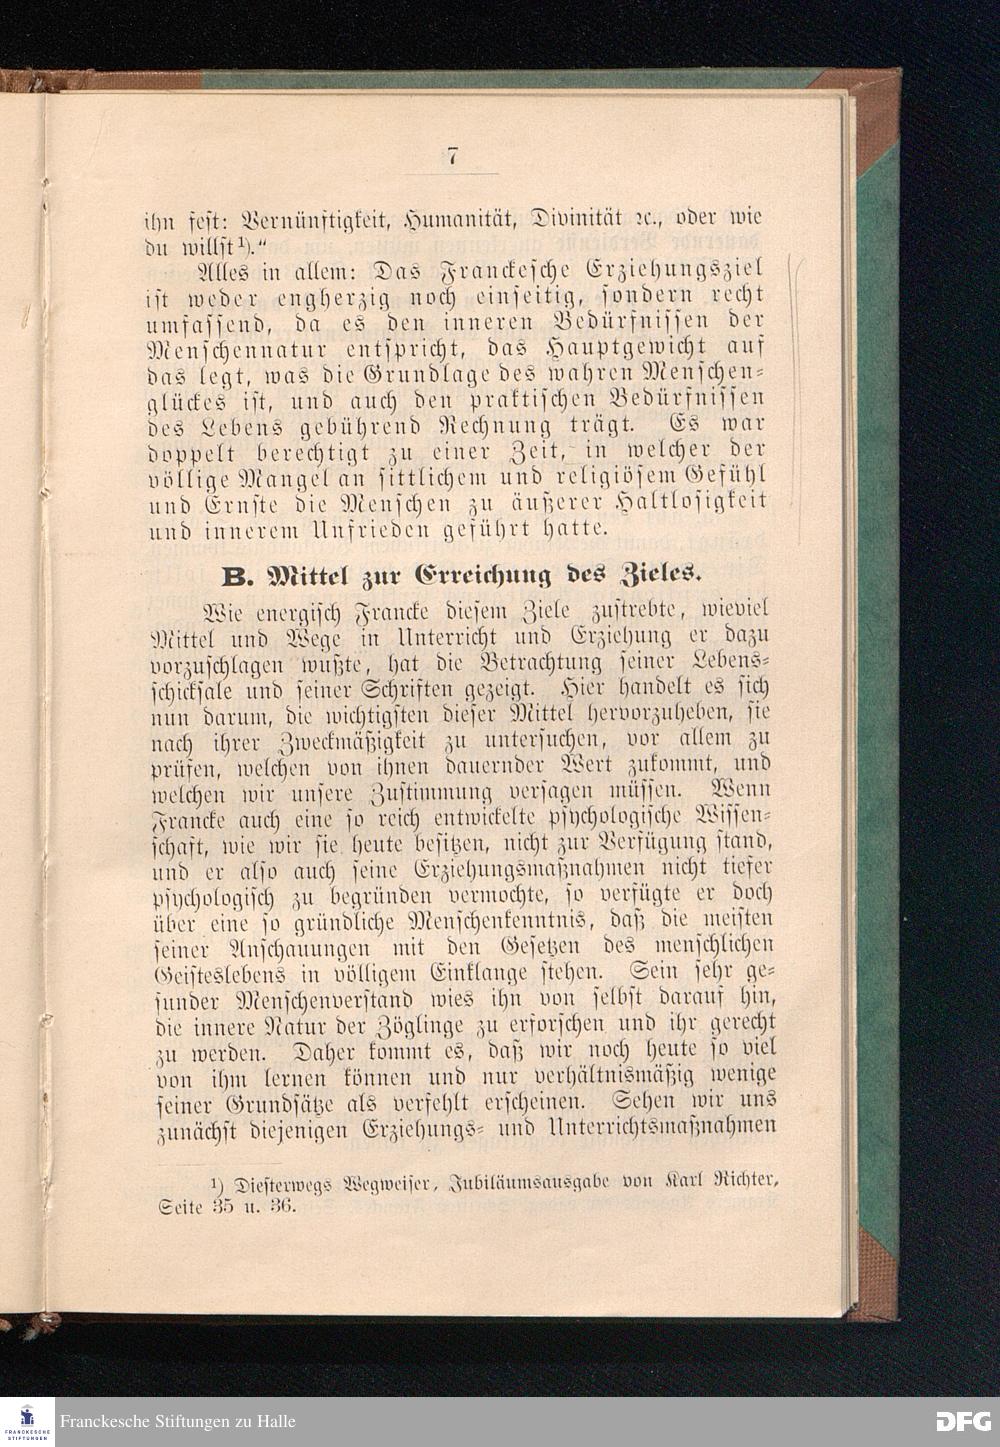 7
ihn fest: Vernünftigkeit, Humanität, Divinität ꝛc., oder wie
du willst¹).“
Alles in allem: Das Franckesche Erziehungsziel
ist weder engherzig noch einseitig, sondern recht
umfassend, da es den inneren Bedürfnissen der
Menschennatur entspricht, das Hauptgewicht auf
das legt, was die Grundlage des wahren Menschen-
glückes ist, und auch den praktischen Bedürfnissen
des Lebens gebührend Rechnung trägt. Es war
doppelt berechtigt zu einer Zeit, in welcher der
völlige Mangel an sittlichem und religiösem Gefühl
und Ernste die Menschen zu äußerer Haltlosigkeit
und innerem Unfrieden geführt hatte.
B. Mittel zur Erreichung des Zieles.
Wie energisch Francke diesem Ziele zustrebte, wieviel
Mittel und Wege in Unterricht und Erziehung er dazu
vorzuschlagen wußte, hat die Betrachtung seiner Lebens-
schicksale und seiner Schriften gezeigt. Hier handelt es sich
nun darum, die wichtigsten dieser Mittel hervorzuheben, sie
nach ihrer Zweckmäßigkeit zu untersuchen, vor allem zu
prüfen, welchen von ihnen dauernder Wert zukommt, und
welchen wir unsere Zustimmung versagen müssen. Wenn
Francke auch eine so reich entwickelte psychologische Wissen-
schaft, wie wir sie heute besitzen, nicht zur Verfügung stand,
und er also auch seine Erziehungsmaßnahmen nicht tiefer
psychologisch zu begründen vermochte, so verfügte er doch
über eine so gründliche Menschenkenntnis, daß die meisten
seiner Anschauungen mit den Gesetzen des menschlichen
Geisteslebens in völligem Einklange stehen. Sein sehr ge-
sunder Menschenverstand wies ihn von selbst darauf hin,
die innere Natur der Zöglinge zu erforschen und ihr gerecht
zu werden. Daher kommt es, daß wir noch heute so viel
von ihm lernen können und nur verhältnismäßig wenige
seiner Grundsätze als verfehlt erscheinen. Sehen wir uns
zunächst diejenigen Erziehungs- und Unterrichtsmaßnahmen
¹) Diesterwegs Wegweiser, Jubiläumsausgabe von Karl Richter,
Seite 35 u. 36.
FRANCKESCHE
STIFTUNGEN
Franckesche Stiftungen zu Halle
DFG